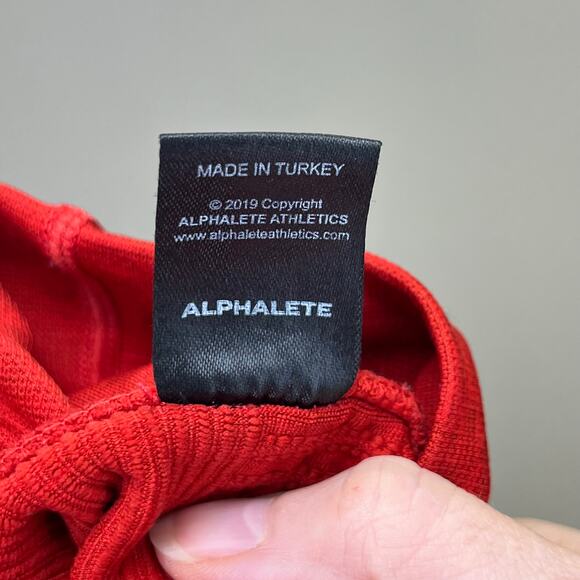 MADE IN TURKEY
© 2019 Copyright
ALPHALETE ATHLETICS
www.alphaleteathletics.com
ALPHALETE